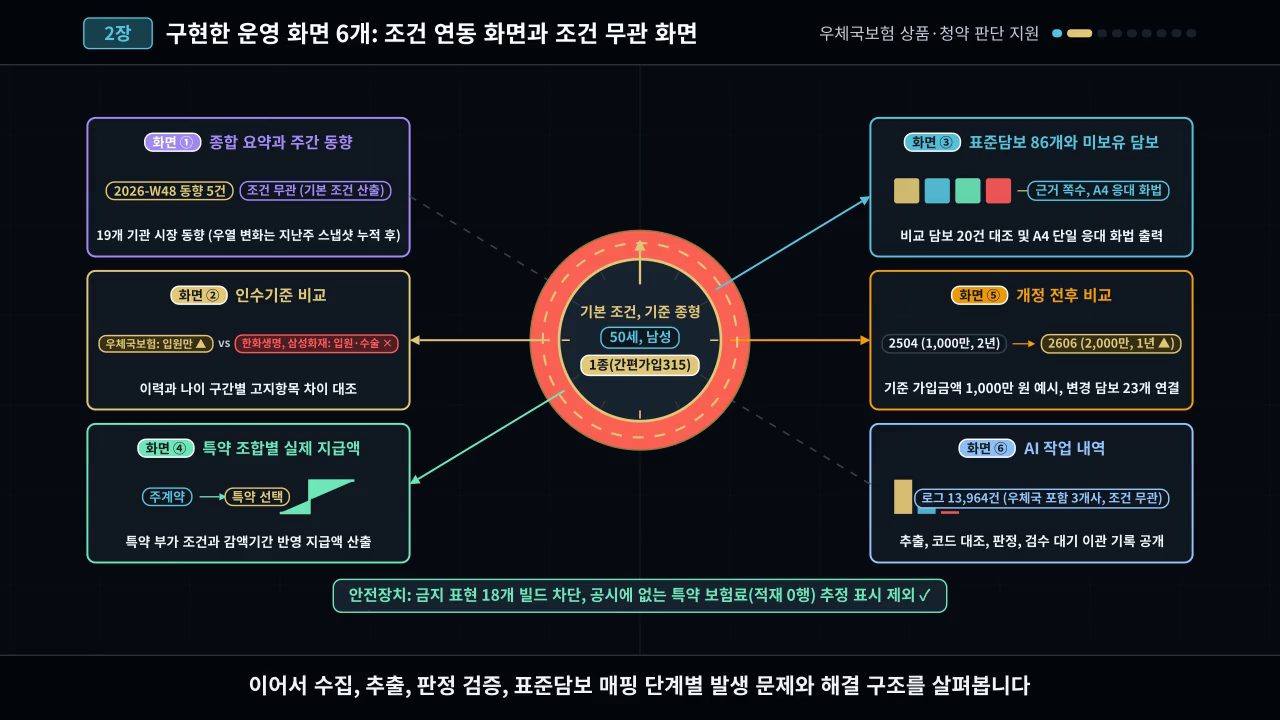 2장
구현한 운영 화면 6개: 조건 연동 화면과 조건 무관 화면
우체국보험 상품·청약 판단 지원
화면 ① 종합 요약과 주간 동향
2026-W48 동향 5건 조건 무관 (기본 조건 산출)
19개 기관 시장 동향 (우열 변화는 지난주 스냅샷 누적 후)
화면 ② 인수기준 비교
우체국보험: 입원만 ▲ vs 한화생명, 삼성화재: 입원·수술 ✕
이력과 나이 구간별 고지항목 차이 대조
화면 ④ 특약 조합별 실제 지급액
주계약 특약 선택
특약 부가 조건과 감액기간 반영 지급액 산출
기본 조건, 기준 종형
50세, 남성
1종(간편가입315)
화면 ③ 표준담보 86개와 미보유 담보
근거 쪽수, A4 응대 화법
비교 담보 20건 대조 및 A4 단일 응대 화법 출력
화면 ⑤ 개정 전후 비교
2504 (1,000만, 2년) 2606 (2,000만, 1년 ▲)
기준 가입금액 1,000만 원 예시, 변경 담보 23개 연결
화면 ⑥ AI 작업 내역
로그 13,964건 (우체국 포함 3개사, 조건 무관)
추출, 코드 대조, 판정, 검수 대기 이관 기록 공개
안전장치: 금지 표현 18개 빌드 차단, 공시에 없는 특약 보험료(적재 0행) 추정 표시 제외 ✓
이어서 수집, 추출, 판정 검증, 표준담보 매핑 단계별 발생 문제와 해결 구조를 살펴봅니다